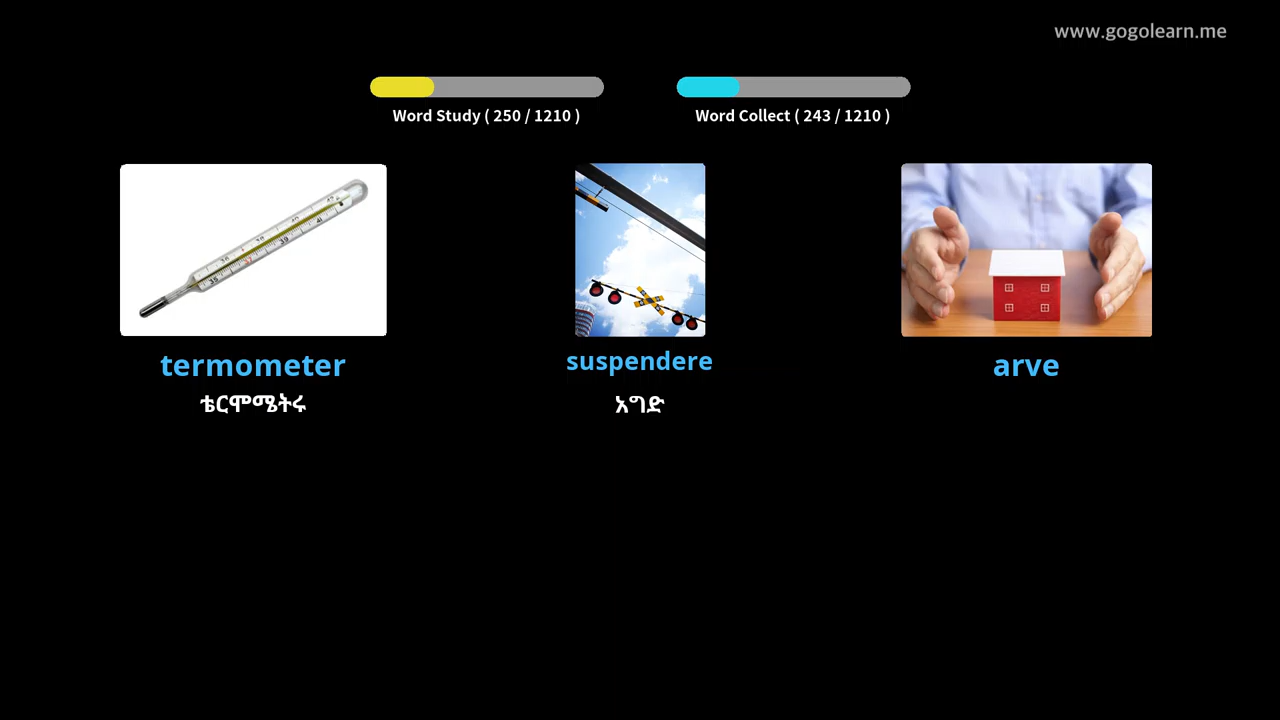 www.gogolearn.me
Word Study ( 250 / 1210 )
Word Collect ( 243 / 1210 )
termometer
suspendere
arve
ቴርሞሜትሩ
አግድ